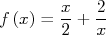 f (x) = x/2 + 2/x